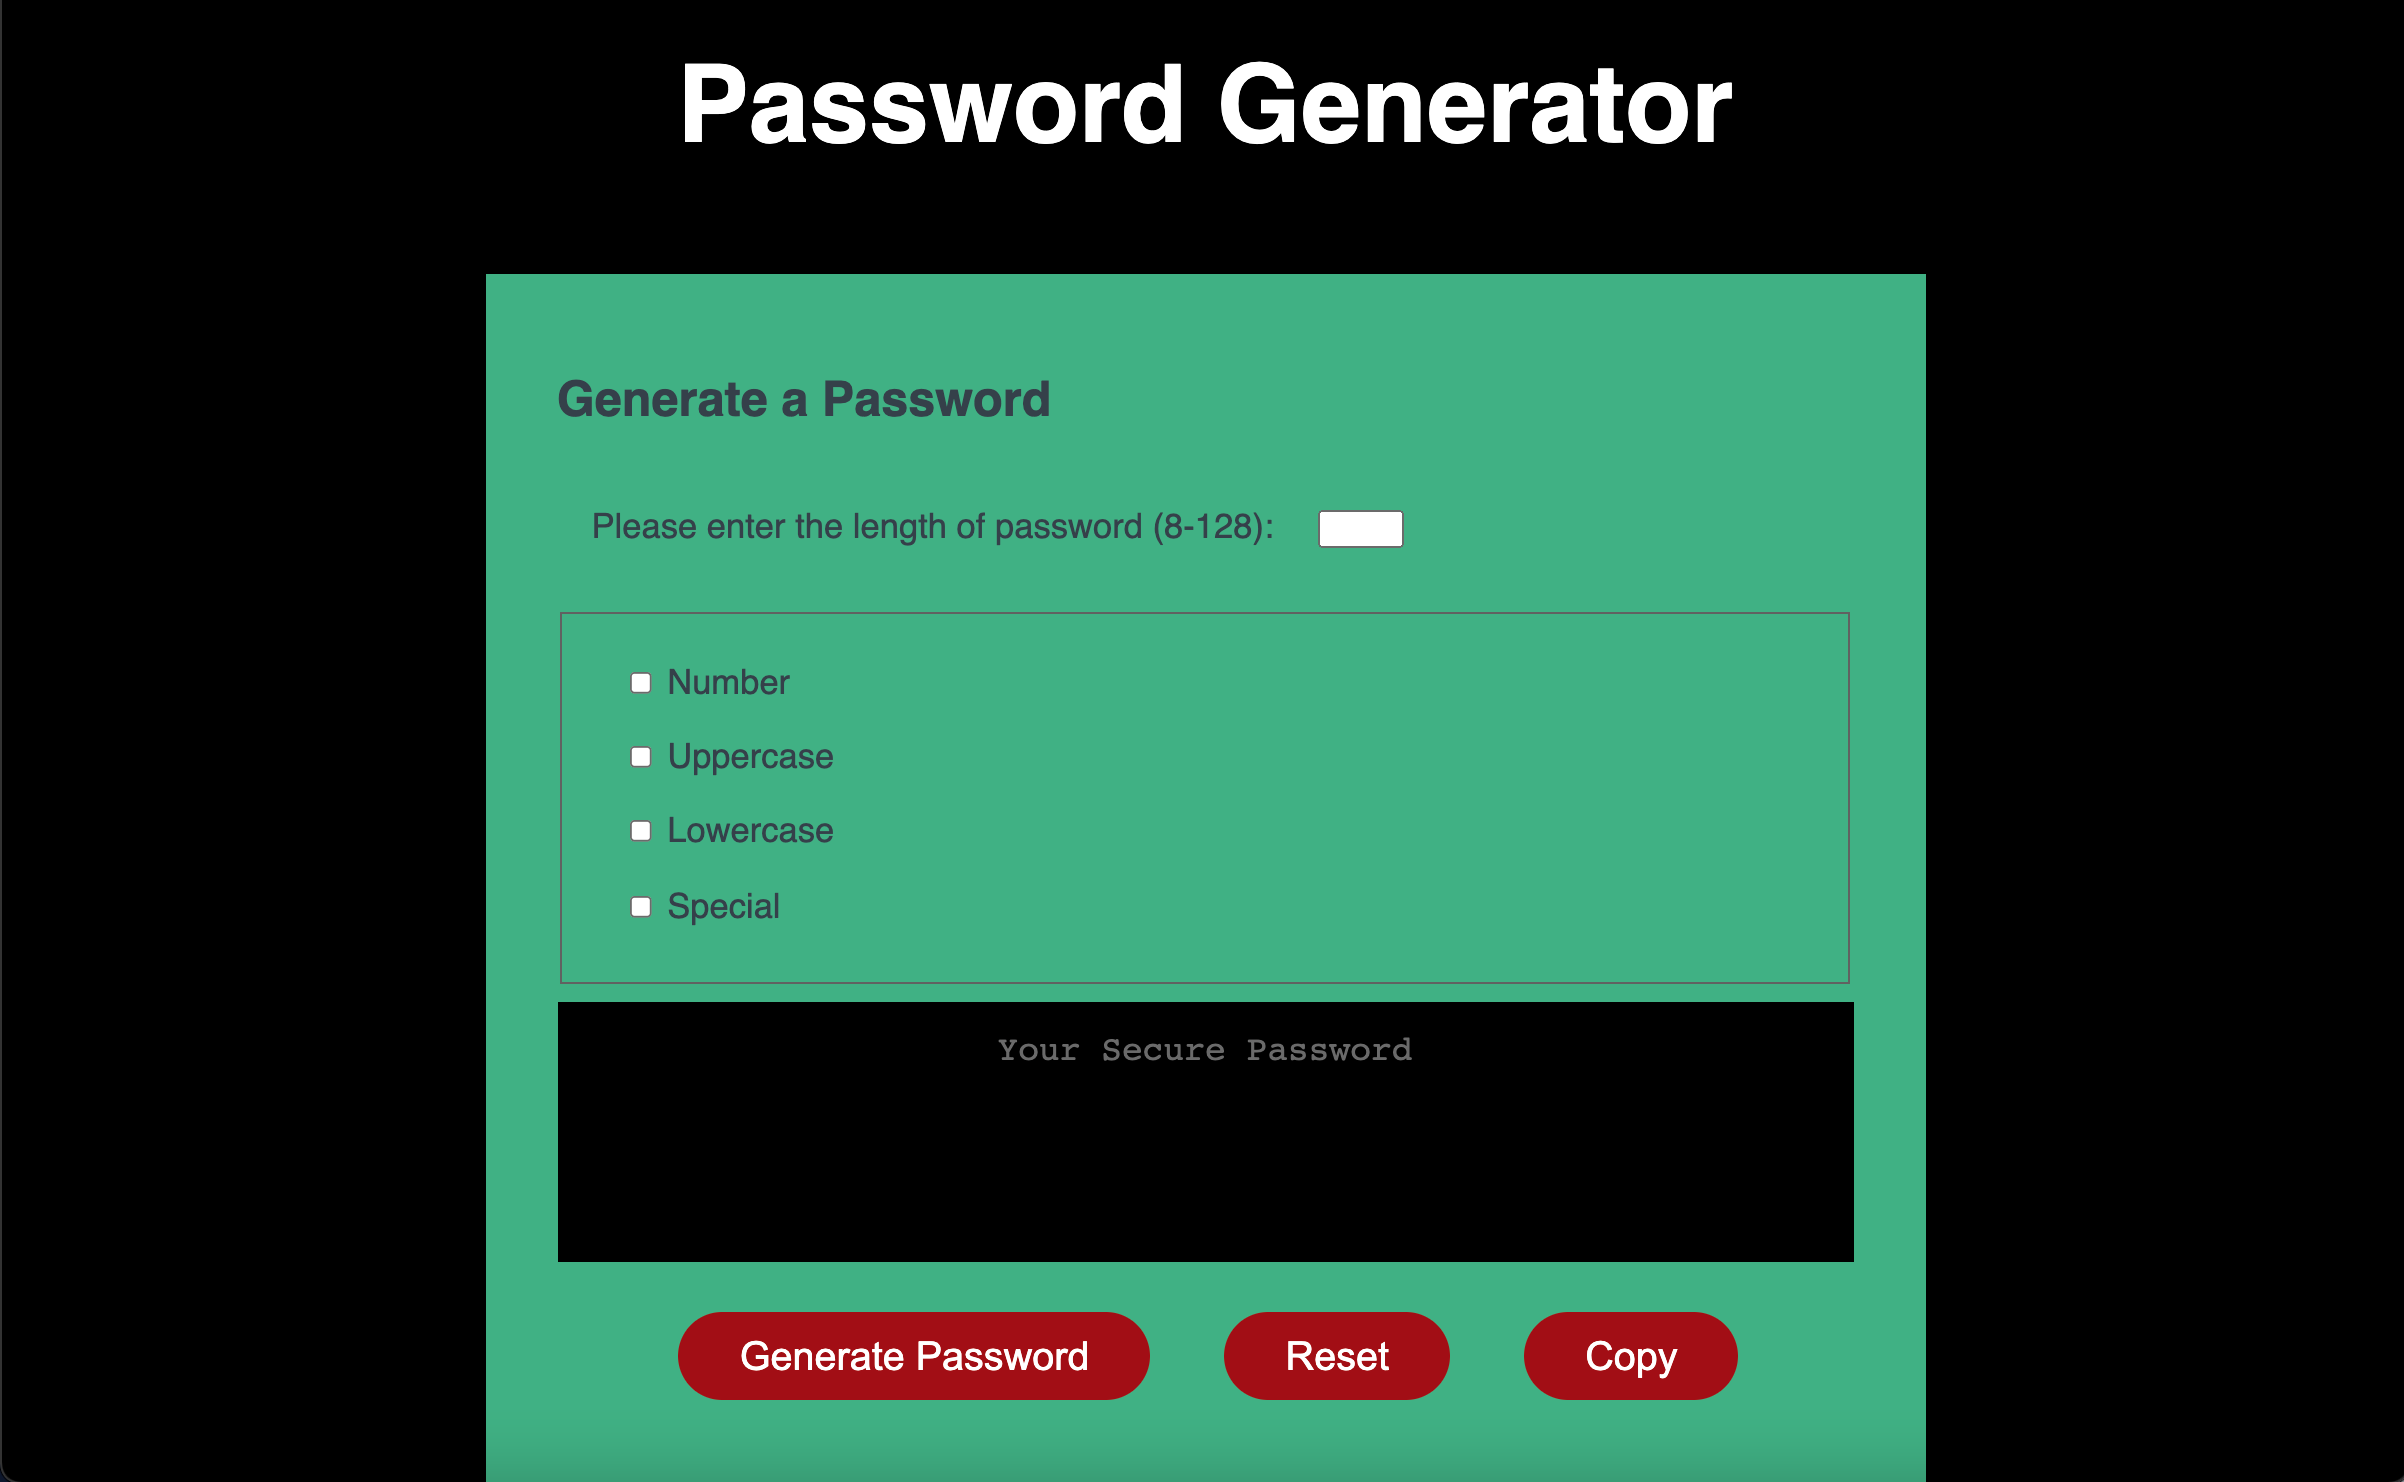 Password Generator
Generate a Password
Please enter the length of password (8-128):
Number
Uppercase
Lowercase
Special
Your Secure Password
Generate Password Reset Copy